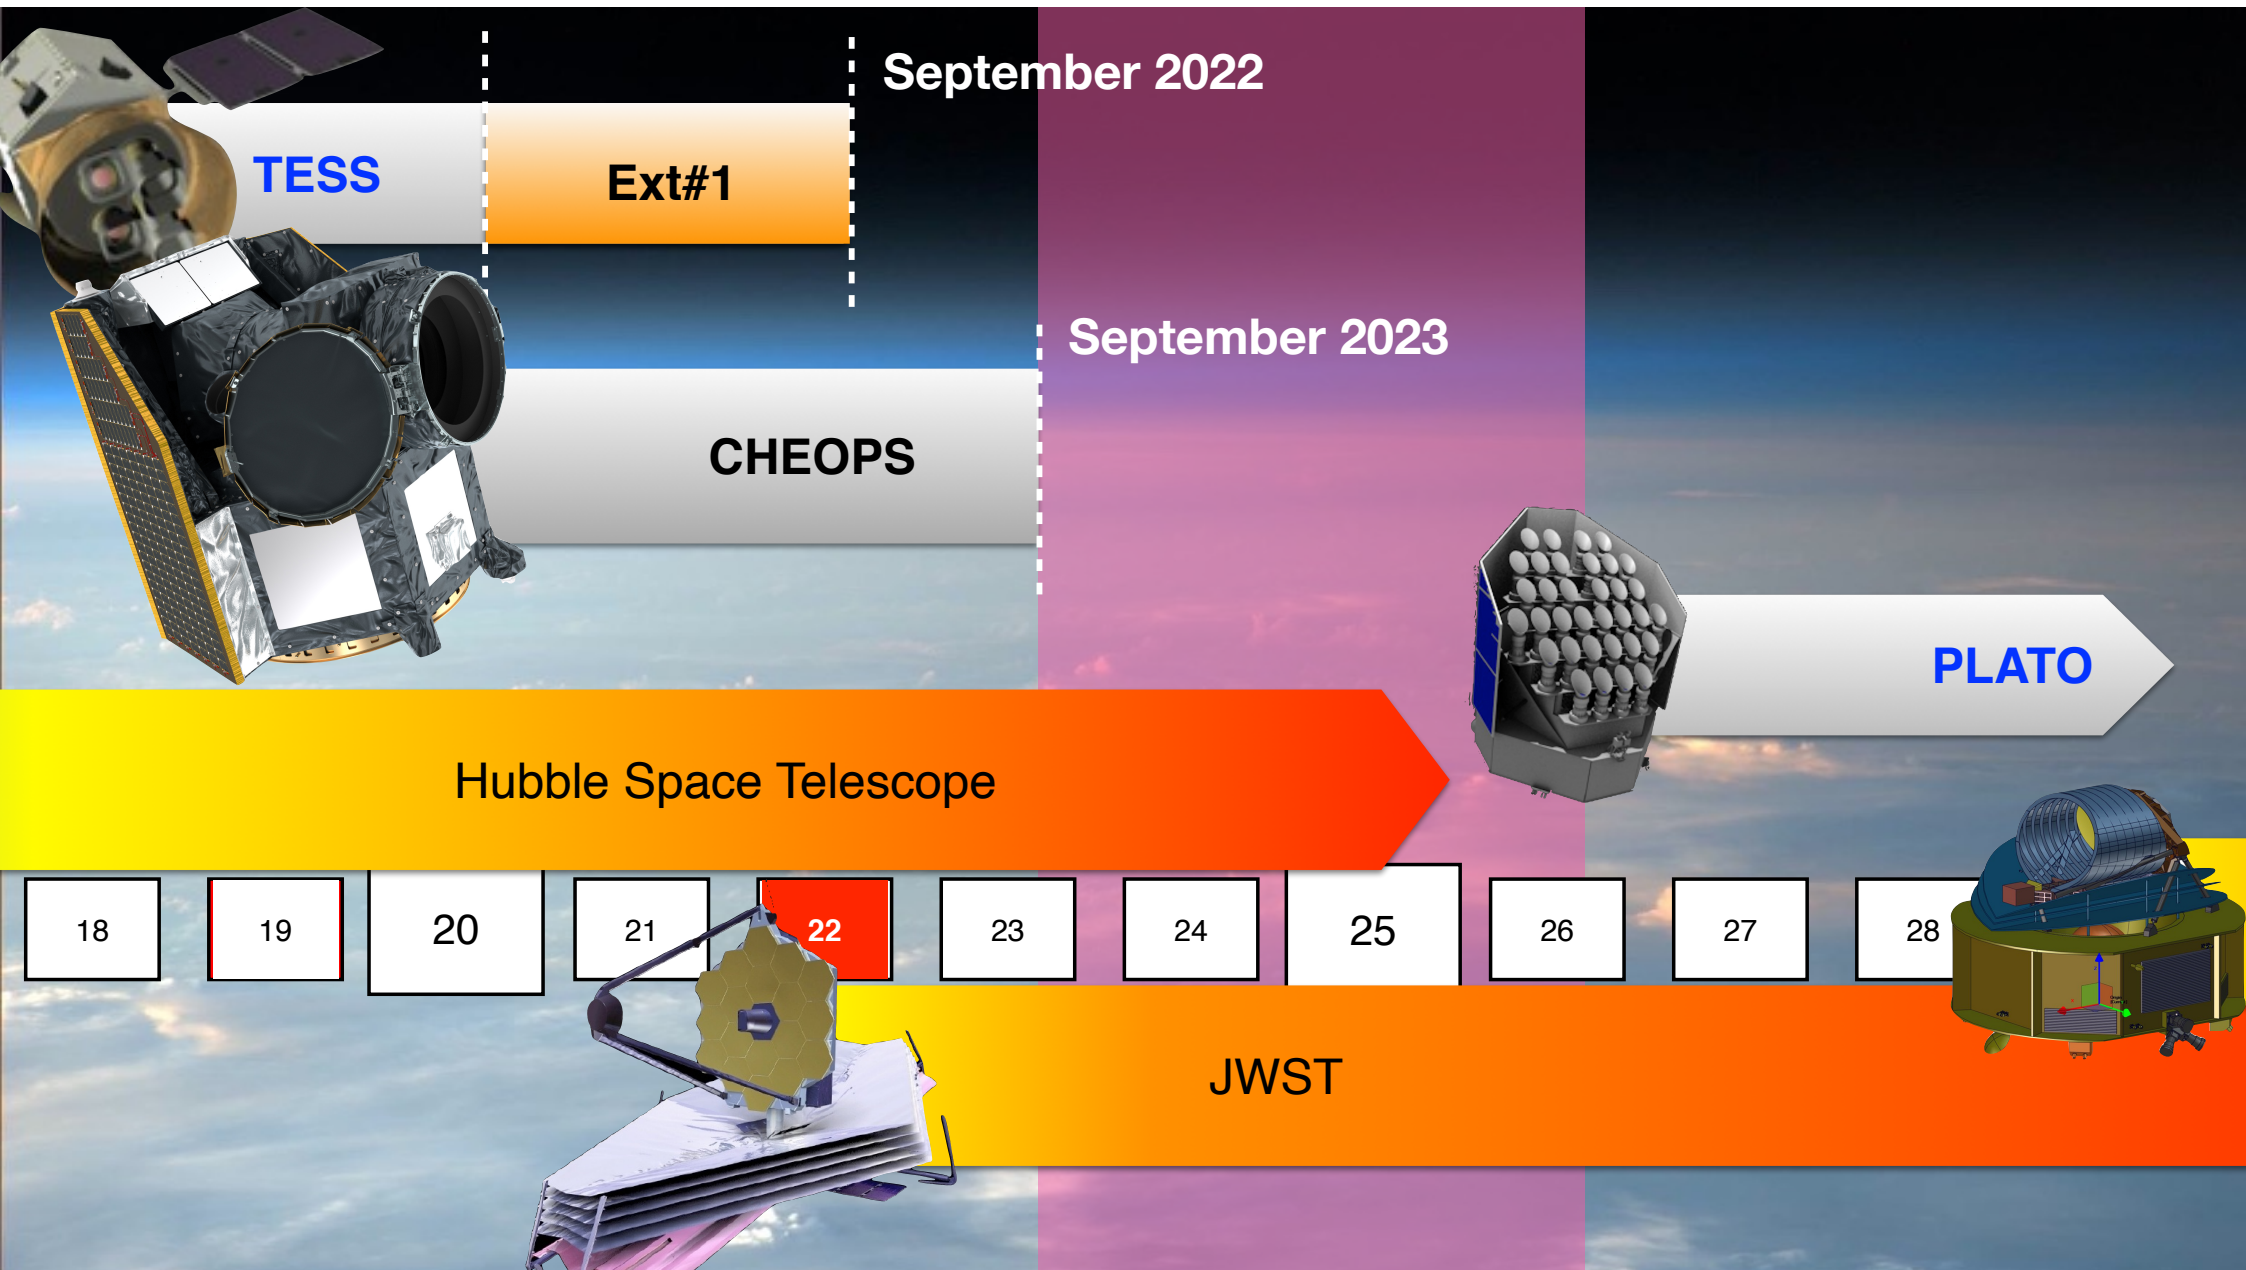 September 2022
TESS
Ext#1
September 2023
CHEOPS
PLATO
Hubble Space Telescope
18 19 20 21 22 23 24 25 26 27 28
JWST